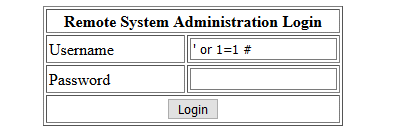 Remote System Administration Login
Username ' or 1=1 #
Password
Login